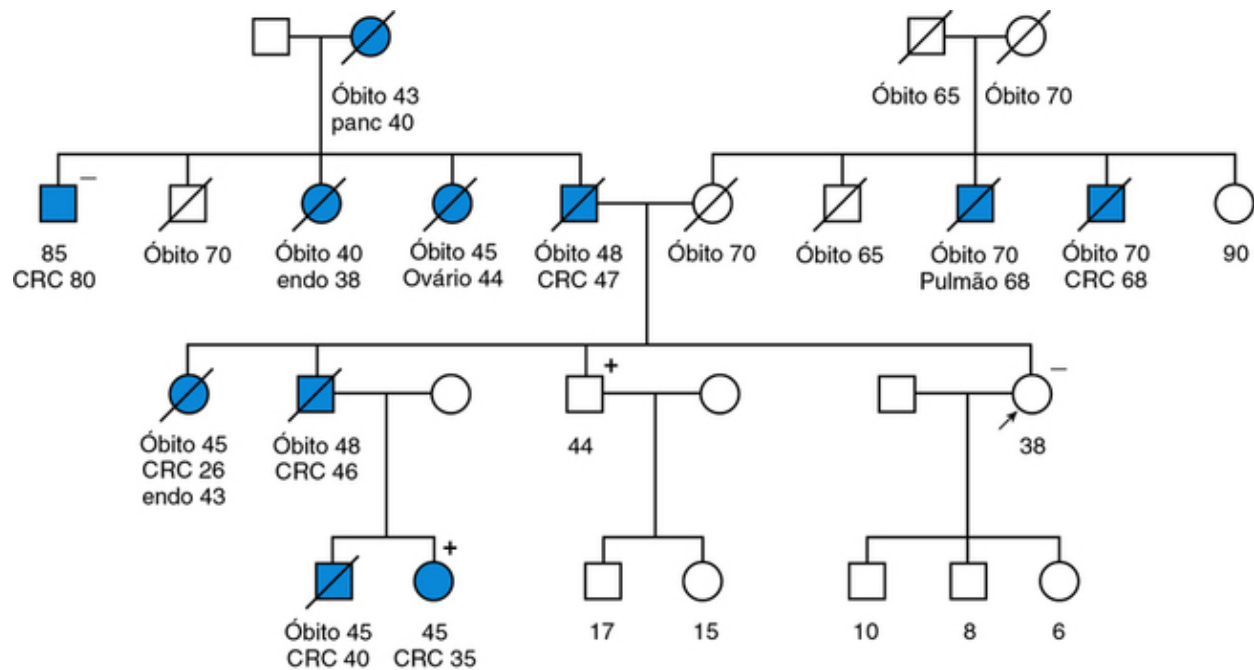 Óbito 43
panc 40
Óbito 65
Óbito 70
–
85
CRC 80
Óbito 70
Óbito 40
endo 38
Óbito 45
Ovário 44
Óbito 48
CRC 47
Óbito 70
Óbito 65
Óbito 70
Pulmão 68
Óbito 70
CRC 68
90
Óbito 45
CRC 26
endo 43
Óbito 48
CRC 46
+
44
–
38
Óbito 45
CRC 40
+
45
CRC 35
17
15
10
8
6